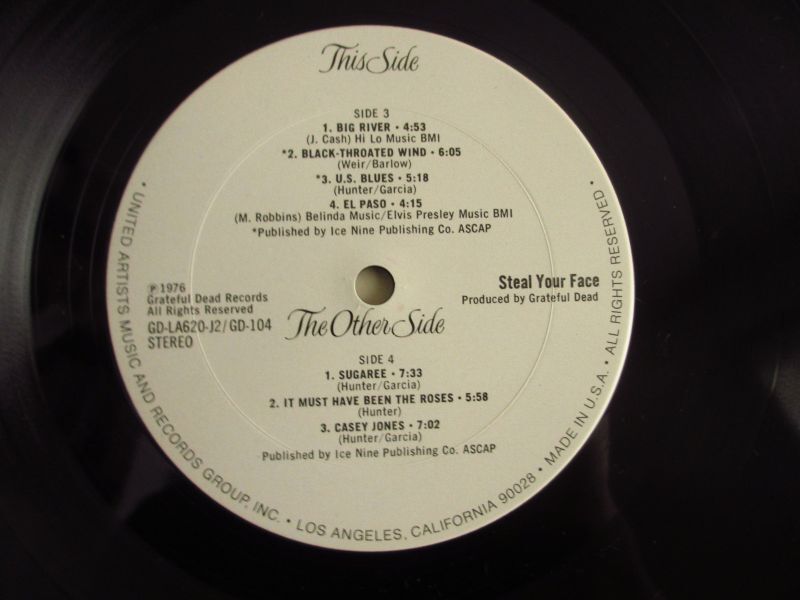 This Side
SIDE 3
1. BIG RIVER • 4:53
(J. Cash) Hi Lo Music BMI
*2. BLACK-THROATED WIND • 6:05
(Weir/Barlow)
*3. U.S. BLUES • 5:18
(Hunter/Garcia)
4. EL PASO • 4:15
(M. Robbins) Belinda Music/Elvis Presley Music BMI
*Published by Ice Nine Publishing Co. ASCAP
℗ 1976
Grateful Dead Records
All Rights Reserved
GD-LA620-J2/GD-104
STEREO
Steal Your Face
Produced by Grateful Dead
The Other Side
SIDE 4
1. SUGAREE • 7:33
(Hunter/Garcia)
2. IT MUST HAVE BEEN THE ROSES • 5:58
(Hunter)
3. CASEY JONES • 7:02
(Hunter/Garcia)
Published by Ice Nine Publishing Co. ASCAP
• UNITED ARTISTS MUSIC AND RECORDS GROUP, INC. • LOS ANGELES, CALIFORNIA 90028 • MADE IN U.S.A. • ALL RIGHTS RESERVED •